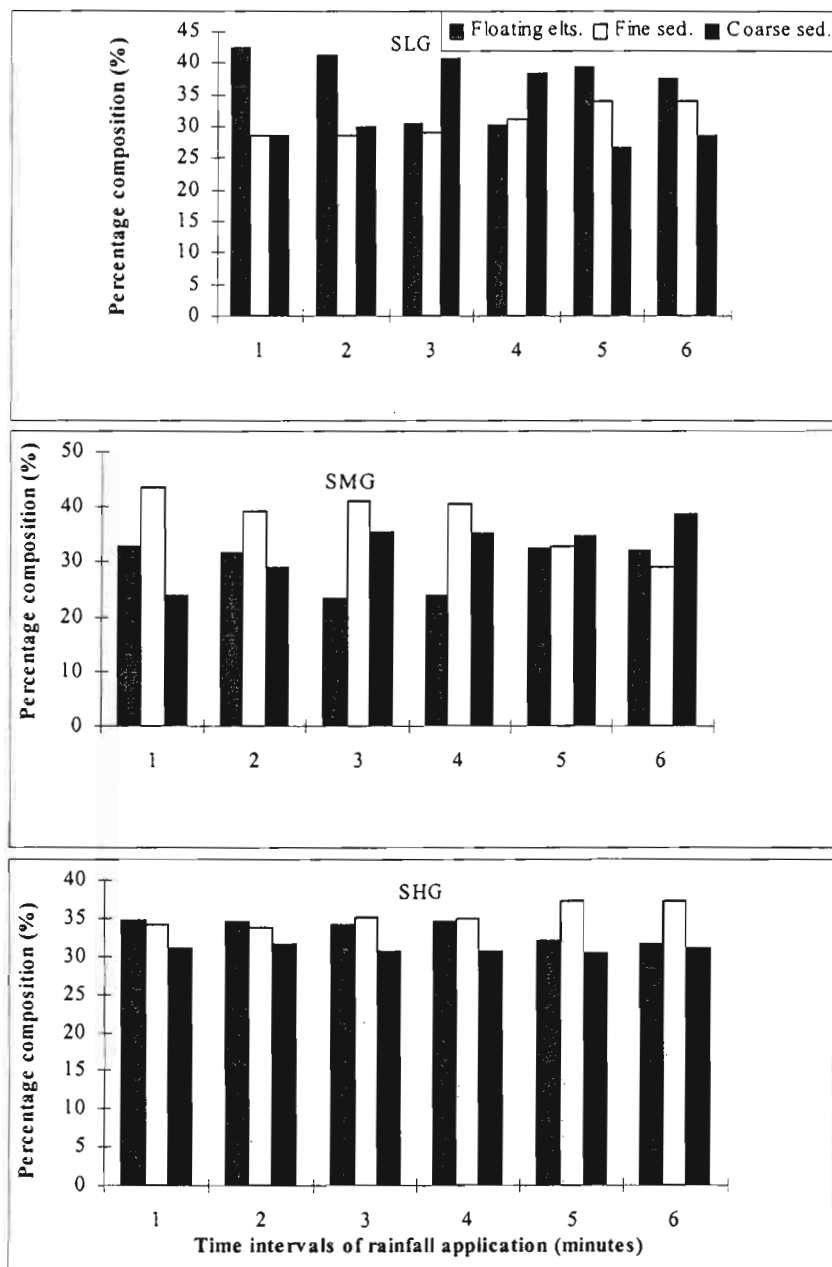 Floating elts. Fine sed. Coarse sed.
SLG
Percentage composition (%)
45
40
35
30
25
20
15
10
5
0
1 2 3 4 5 6
SMG
Percentage composition (%)
50
40
30
20
10
0
1 2 3 4 5 6
SHG
Percentage composition (%)
40
35
30
25
20
15
10
5
0
1 2 3 4 5 6
Time intervals of rainfall application (minutes)